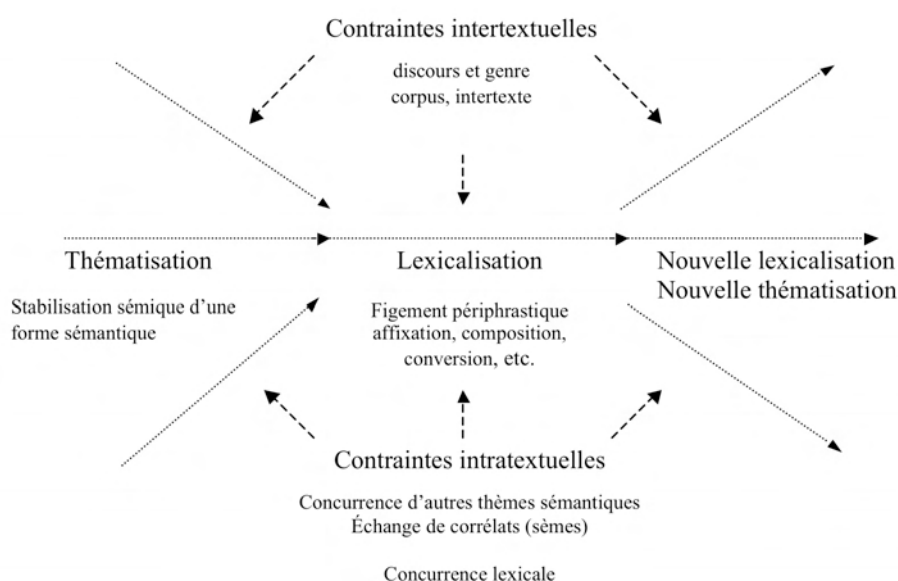 Contraintes intertextuelles
discours et genre
corpus, intertexte
Thématisation
Stabilisation sémique d'une
forme sémantique
Lexicalisation
Figement périphrastique
affixation, composition,
conversion, etc.
Nouvelle lexicalisation
Nouvelle thématisation
Contraintes intratextuelles
Concurrence d'autres thèmes sémantiques
Échange de corrélats (sèmes)
Concurrence lexicale